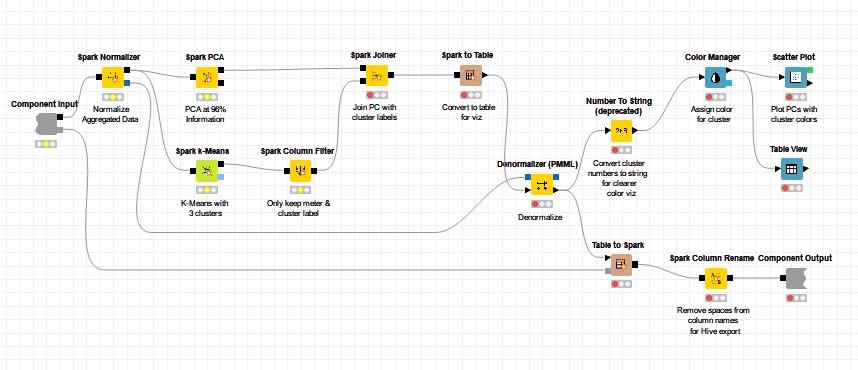 Component Input
Spark Normalizer
Normalize
Aggregated Data
Spark PCA
PCA at 96%
Information
Spark k-Means
K-Means with
3 clusters
Spark Column Filter
Only keep meter &
cluster label
Spark Joiner
Join PC with
cluster labels
Spark to Table
Convert to table
for viz
Denormalizer (PMML)
Denormalize
Number To String
(deprecated)
Convert cluster
numbers to string
for clearer
color viz
Color Manager
Assign color
for cluster
Scatter Plot
Plot PCs with
cluster colors
Table View
Table to Spark
Spark Column Rename
Remove spaces from
column names
for Hive export
Component Output